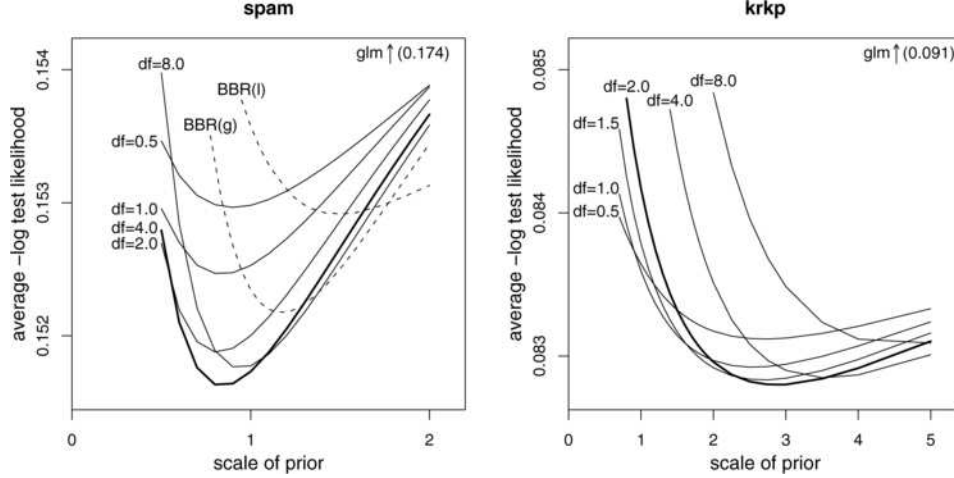 spam
glm ↑ (0.174)
df=8.0
BBR(l)
BBR(g)
df=0.5
df=1.0
df=4.0
df=2.0
0.154
0.153
0.152
average −log test likelihood
0 1 2
scale of prior
krkp
glm ↑ (0.091)
df=2.0
df=8.0
df=4.0
df=1.5
df=1.0
df=0.5
0.085
0.084
0.083
average −log test likelihood
0 1 2 3 4 5
scale of prior